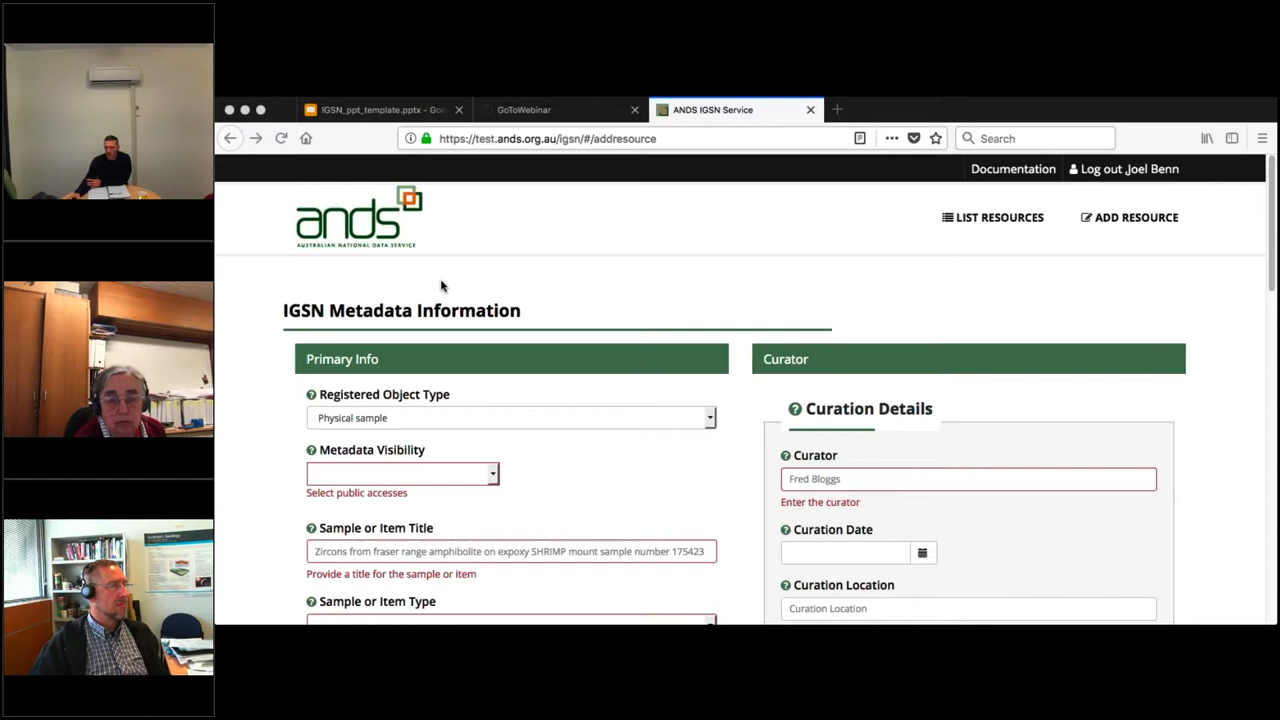 IGSN_ppt_template.pptx - Goo
GoToWebinar
ANDS IGSN Service
https://test.ands.org.au/igsn/#/addresource
Search
Documentation
Log out Joel Benn
ands
AUSTRALIAN NATIONAL DATA SERVICE
LIST RESOURCES
ADD RESOURCE
IGSN Metadata Information
Primary Info
Registered Object Type
Physical sample
Metadata Visibility
Select public accesses
Sample or Item Title
Zircons from fraser range amphibolite on expoxy SHRIMP mount sample number 175423
Provide a title for the sample or item
Sample or Item Type
Curator
Curation Details
Curator
Fred Bloggs
Enter the curator
Curation Date
Curation Location
Curation Location